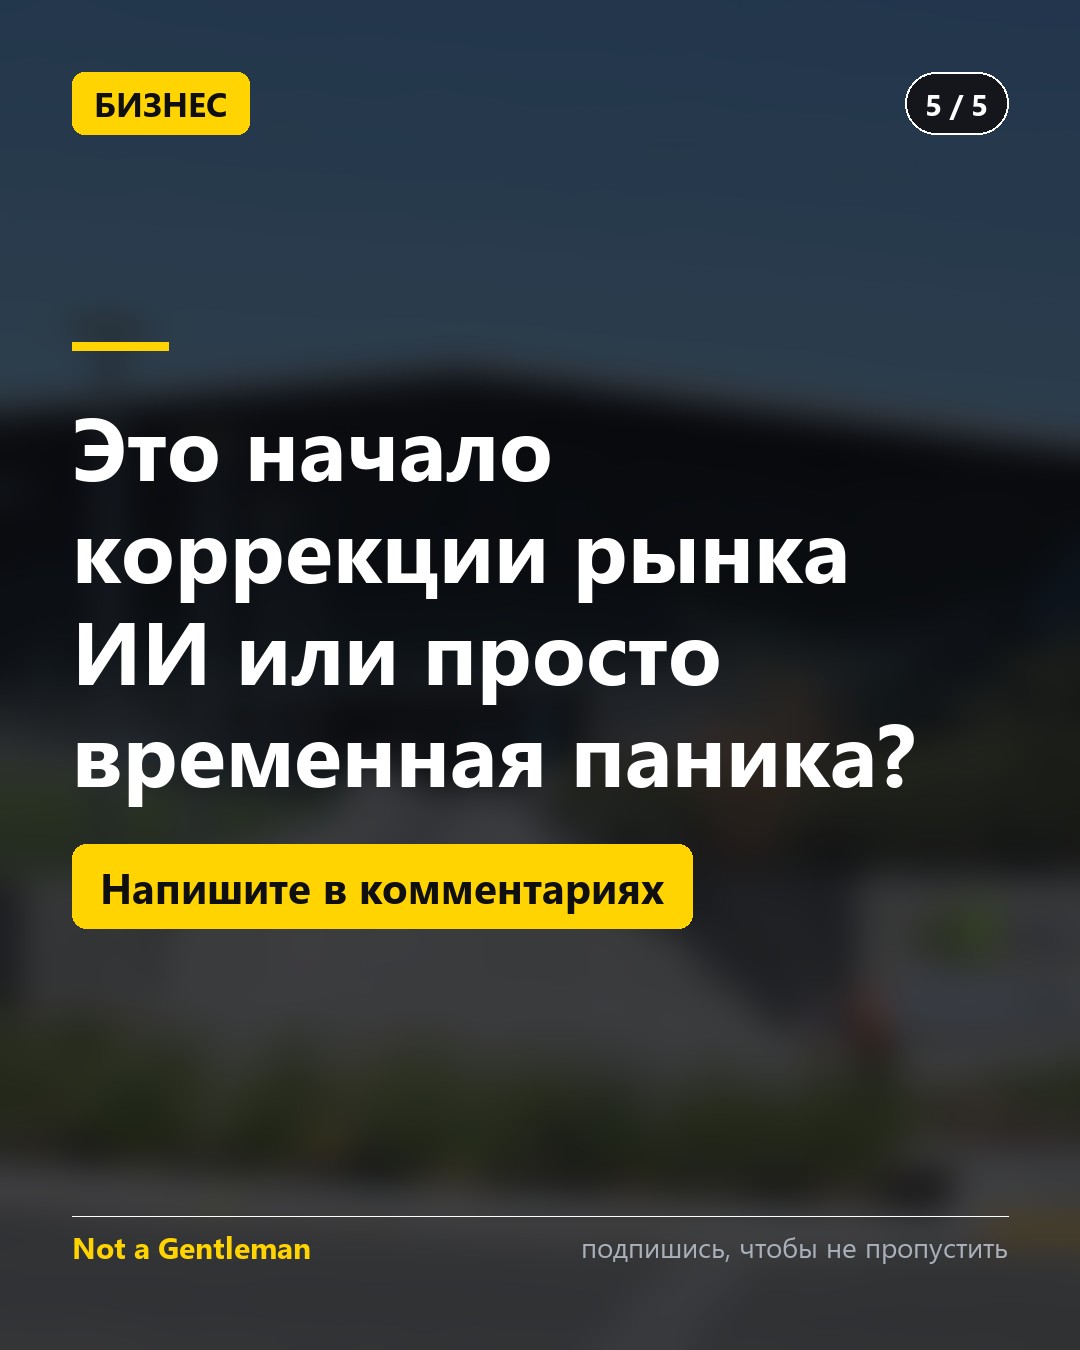 БИЗНЕС
5 / 5
Это начало
коррекции рынка
ИИ или просто
временная паника?
Напишите в комментариях
Not a Gentleman
подпишись, чтобы не пропустить